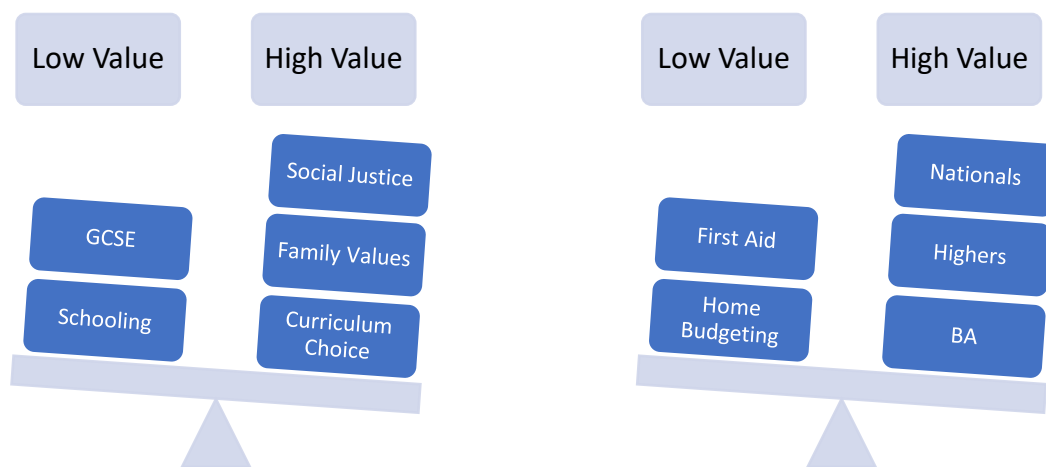 Low Value
High Value
Social Justice
GCSE
Family Values
Schooling
Curriculum
Choice
Low Value
High Value
Nationals
First Aid
Highers
Home
Budgeting
BA